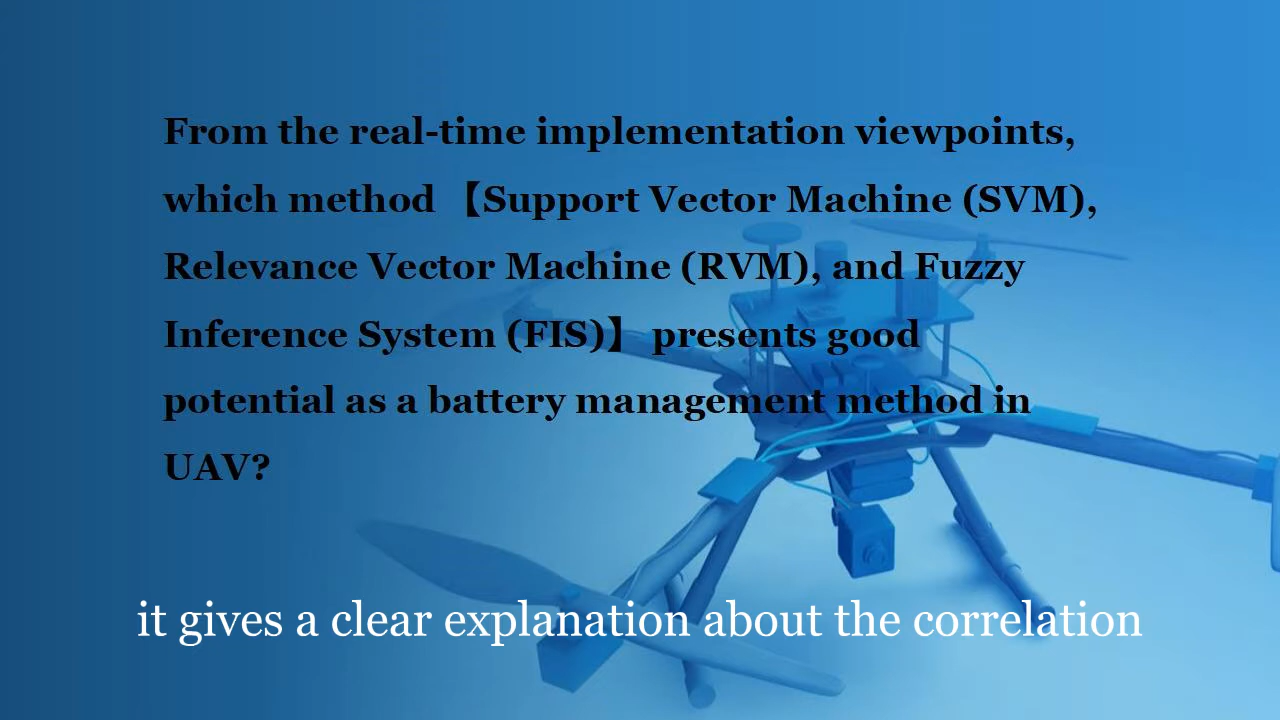 From the real-time implementation viewpoints,
which method 【Support Vector Machine (SVM),
Relevance Vector Machine (RVM), and Fuzzy
Inference System (FIS)】 presents good
potential as a battery management method in
UAV?
it gives a clear explanation about the correlation